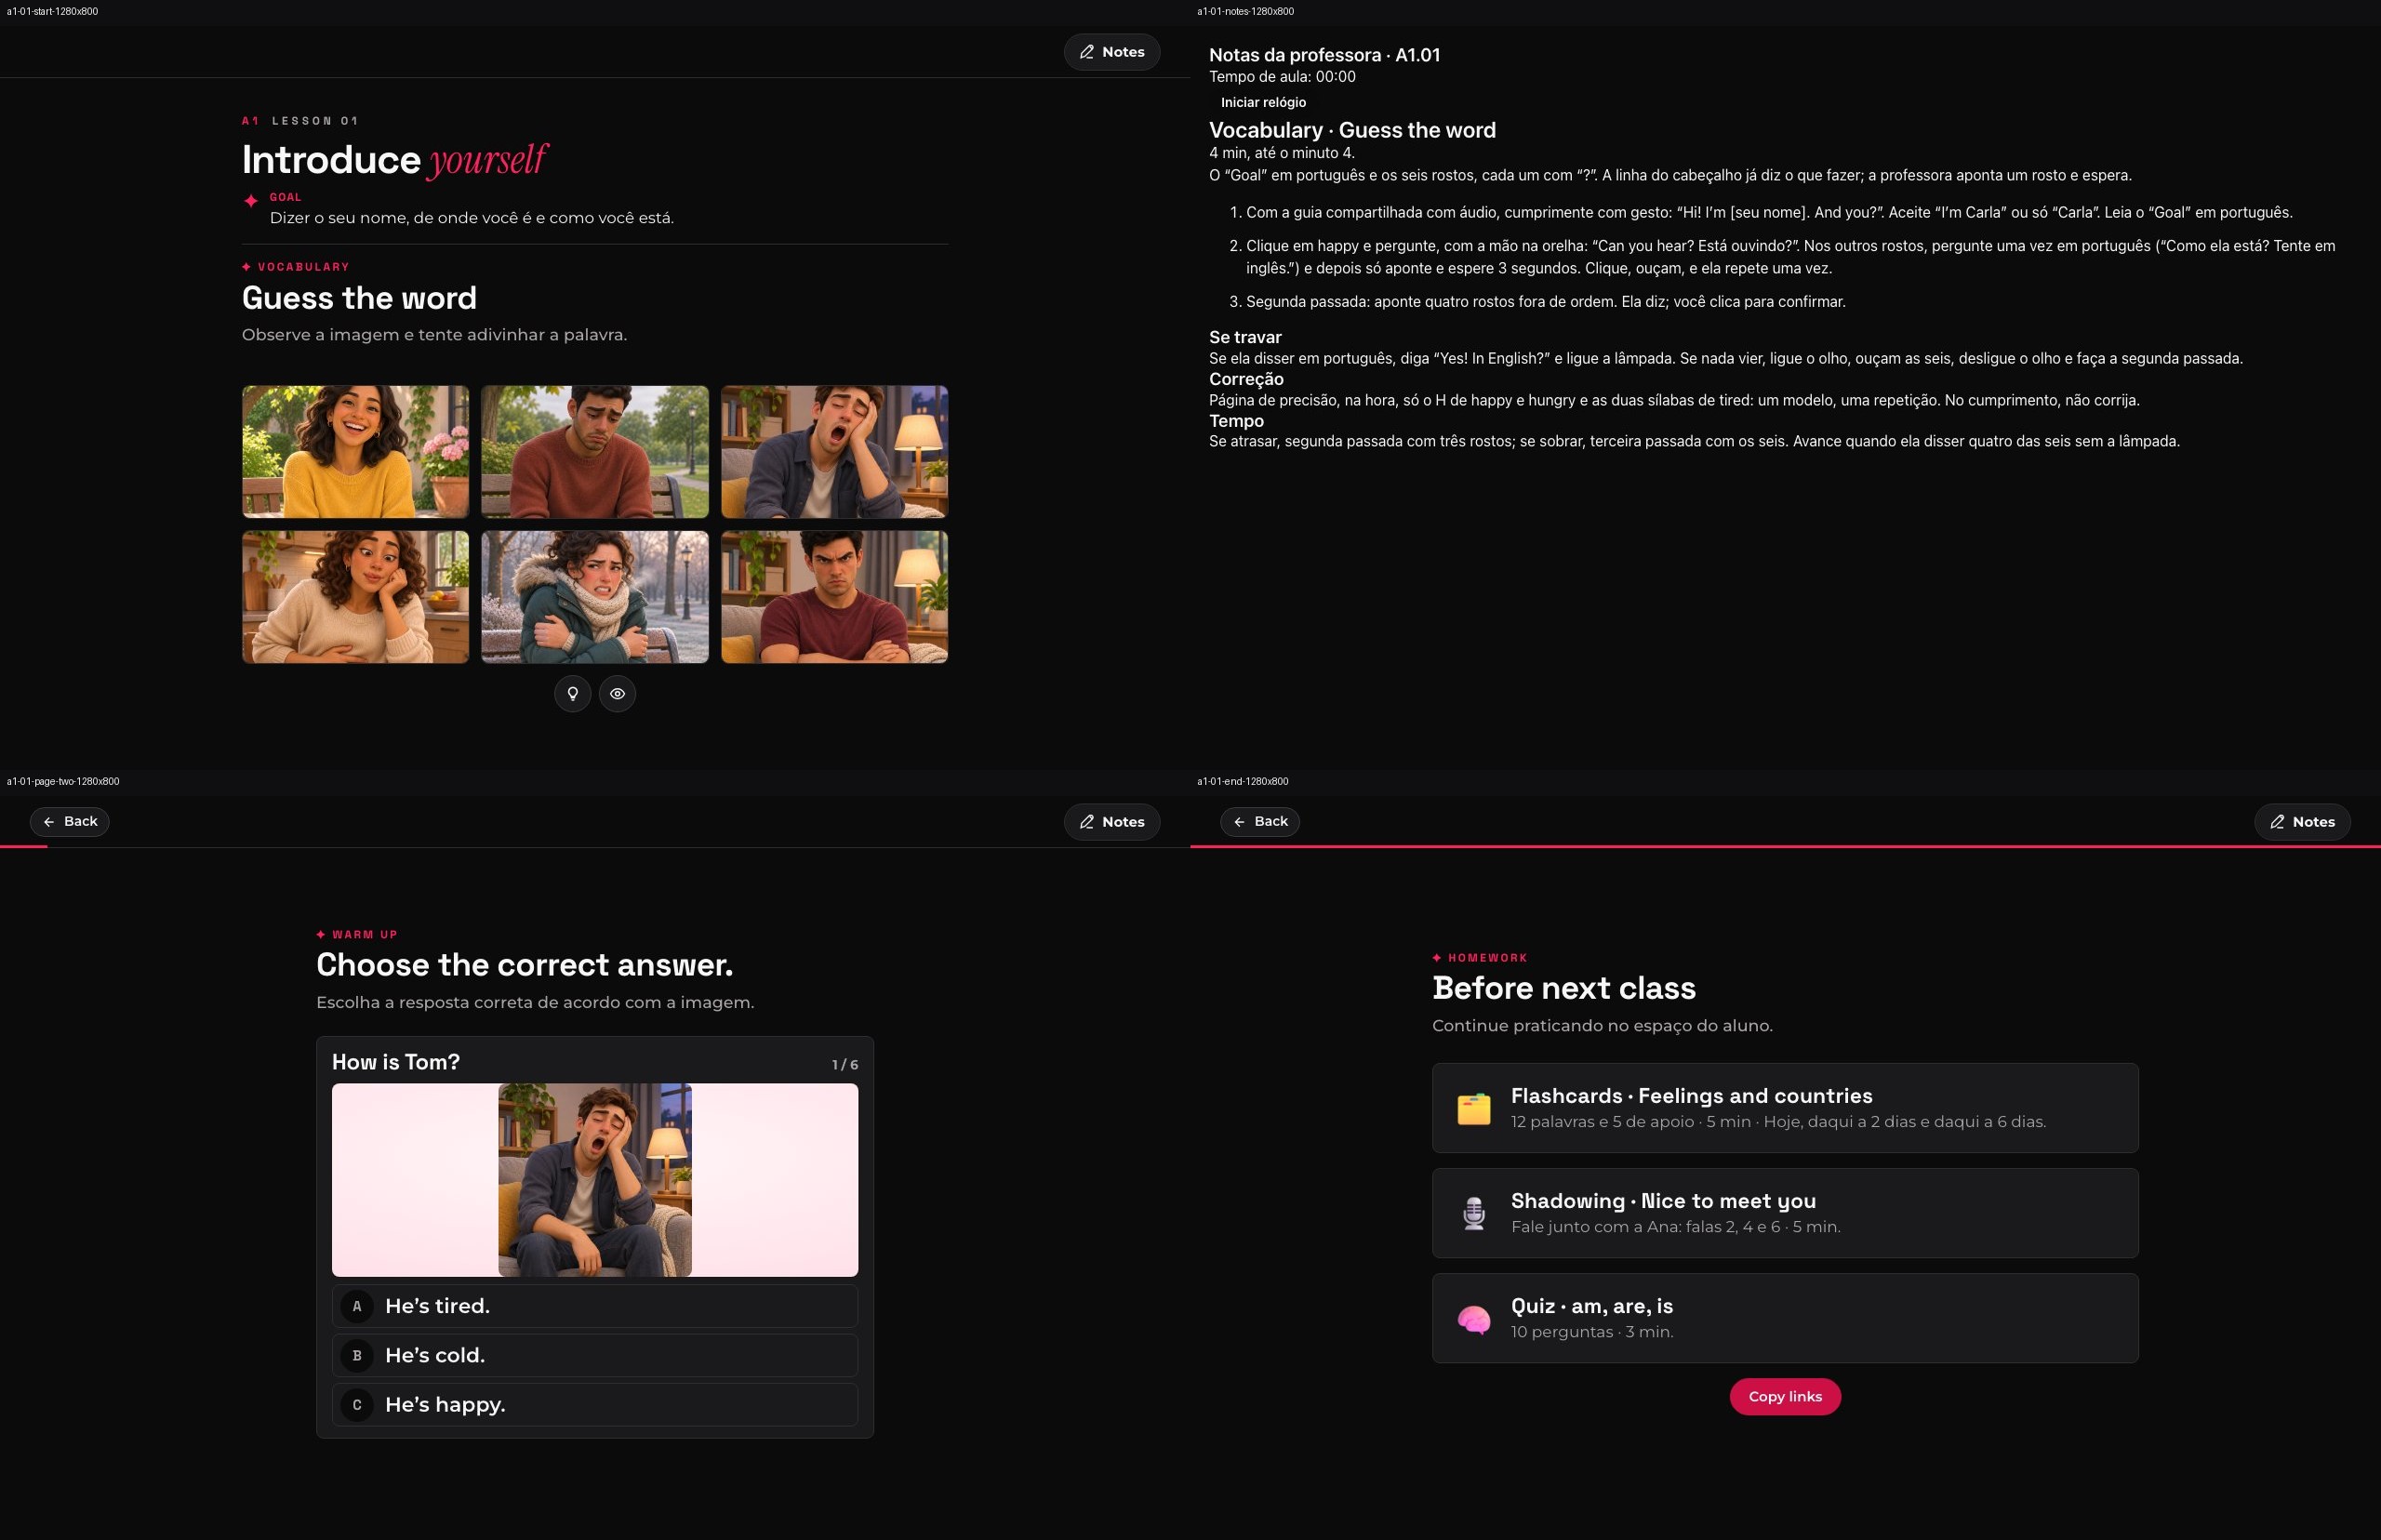 a1-01-start-1280x800
Notes
A1 LESSON 01
Introduce yourself
GOAL
Dizer o seu nome, de onde você é e como você está.
VOCABULARY
Guess the word
Observe a imagem e tente adivinhar a palavra.
a1-01-notes-1280x800
Notas da professora · A1.01
Tempo de aula: 00:00
Iniciar relógio
Vocabulary · Guess the word
4 min, até o minuto 4.
O “Goal” em português e os seis rostos, cada um com “?”. A linha do cabeçalho já diz o que fazer; a professora aponta um rosto e espera.
1. Com a guia compartilhada com áudio, cumprimente com gesto: “Hi! I’m [seu nome]. And you?”. Aceite “I’m Carla” ou só “Carla”. Leia o “Goal” em português.
2. Clique em happy e pergunte, com a mão na orelha: “Can you hear? Está ouvindo?”. Nos outros rostos, pergunte uma vez em português (“Como ela está? Tente em
inglês.”) e depois só aponte e espere 3 segundos. Clique, ouçam, e ela repete uma vez.
3. Segunda passada: aponte quatro rostos fora de ordem. Ela diz; você clica para confirmar.
Se travar
Se ela disser em português, diga “Yes! In English?” e ligue a lâmpada. Se nada vier, ligue o olho, ouçam as seis, desligue o olho e faça a segunda passada.
Correção
Página de precisão, na hora, só o H de happy e hungry e as duas sílabas de tired: um modelo, uma repetição. No cumprimento, não corrija.
Tempo
Se atrasar, segunda passada com três rostos; se sobrar, terceira passada com os seis. Avance quando ela disser quatro das seis sem a lâmpada.
a1-01-page-two-1280x800
Back
Notes
WARM UP
Choose the correct answer.
Escolha a resposta correta de acordo com a imagem.
How is Tom?
1 / 6
A He’s tired.
B He’s cold.
C He’s happy.
a1-01-end-1280x800
Back
Notes
HOMEWORK
Before next class
Continue praticando no espaço do aluno.
Flashcards · Feelings and countries
12 palavras e 5 de apoio · 5 min · Hoje, daqui a 2 dias e daqui a 6 dias.
Shadowing · Nice to meet you
Fale junto com a Ana: falas 2, 4 e 6 · 5 min.
Quiz · am, are, is
10 perguntas · 3 min.
Copy links